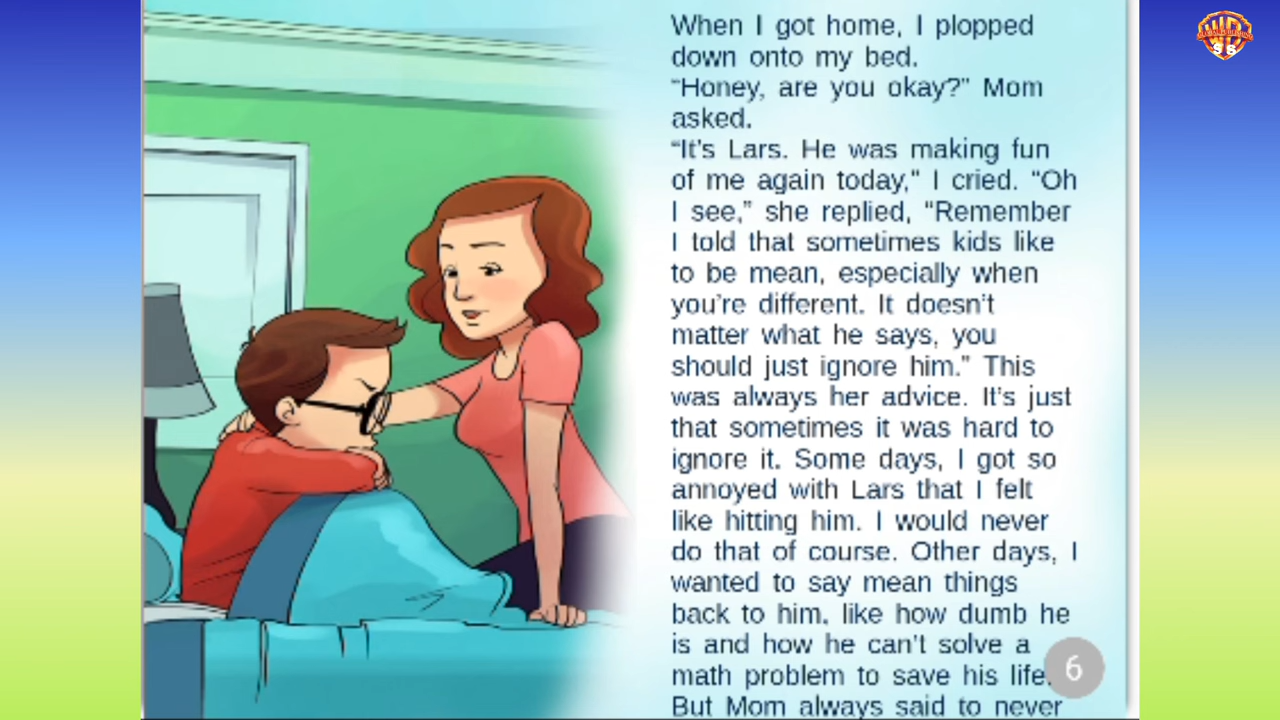 When I got home, I plopped
down onto my bed.
"Honey, are you okay?" Mom
asked.
"It's Lars. He was making fun
of me again today," I cried. "Oh
I see," she replied, "Remember
I told that sometimes kids like
to be mean, especially when
you're different. It doesn't
matter what he says, you
should just ignore him." This
was always her advice. It's just
that sometimes it was hard to
ignore it. Some days, I got so
annoyed with Lars that I felt
like hitting him. I would never
do that of course. Other days, I
wanted to say mean things
back to him, like how dumb he
is and how he can't solve a
math problem to save his life.
But Mom always said to never
6